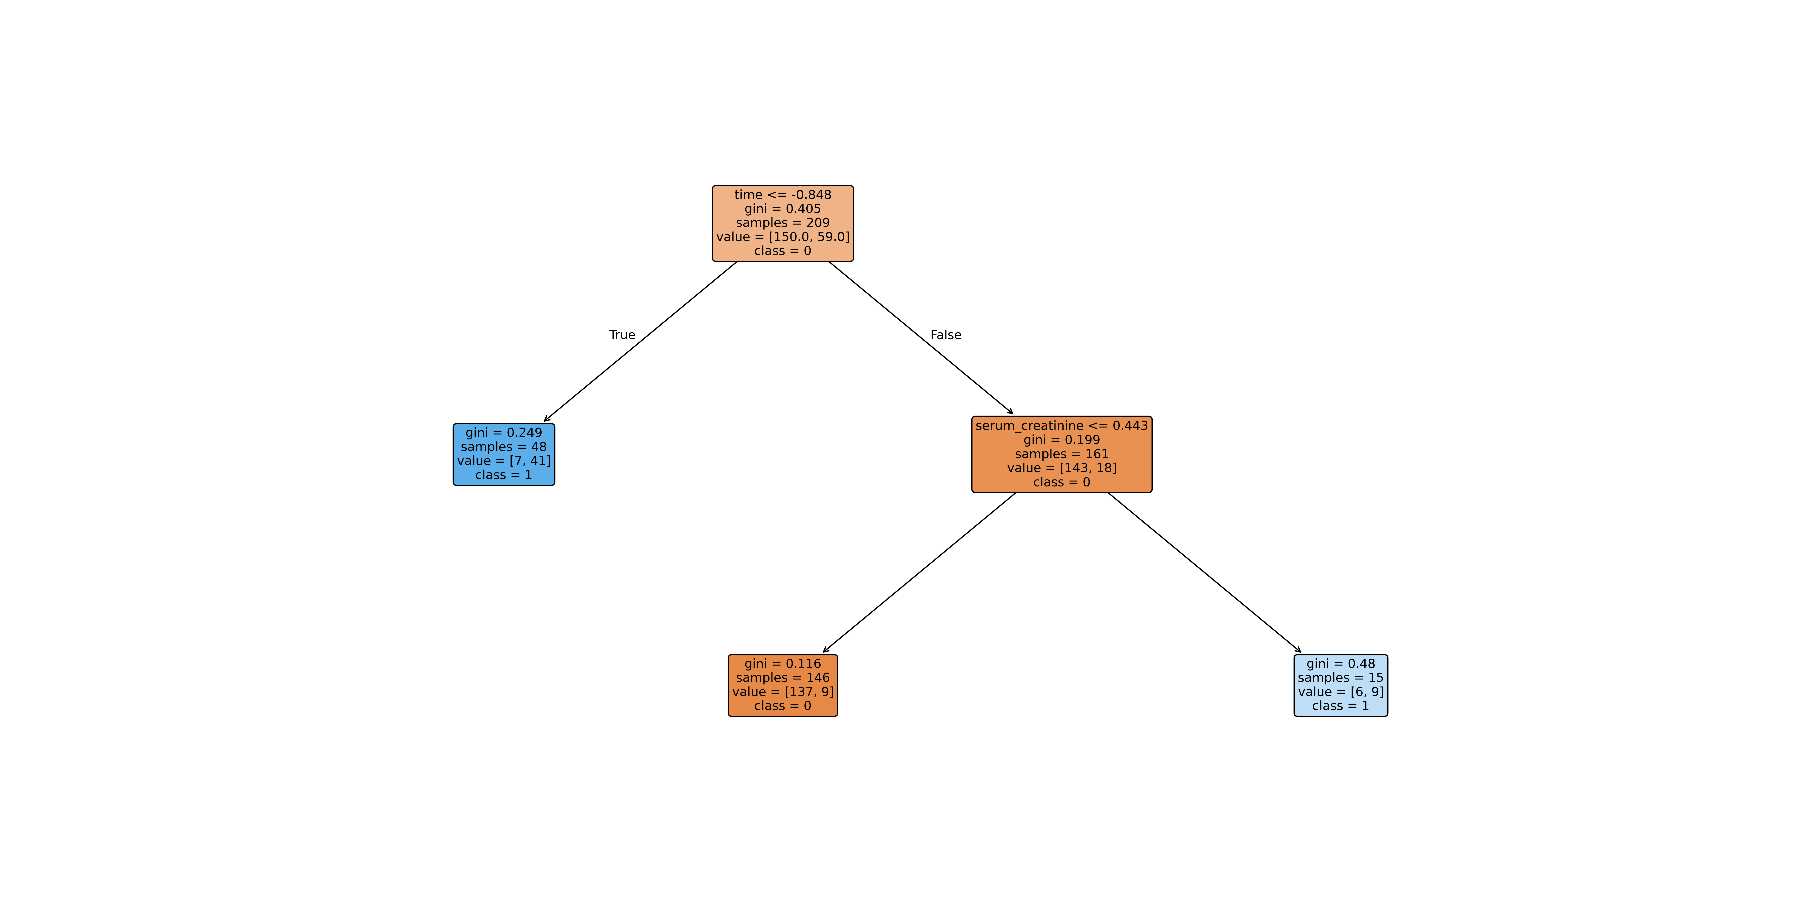 time <= -0.848
gini = 0.405
samples = 209
value = [150.0, 59.0]
class = 0
True
False
gini = 0.249
samples = 48
value = [7, 41]
class = 1
serum_creatinine <= 0.443
gini = 0.199
samples = 161
value = [143, 18]
class = 0
gini = 0.116
samples = 146
value = [137, 9]
class = 0
gini = 0.48
samples = 15
value = [6, 9]
class = 1